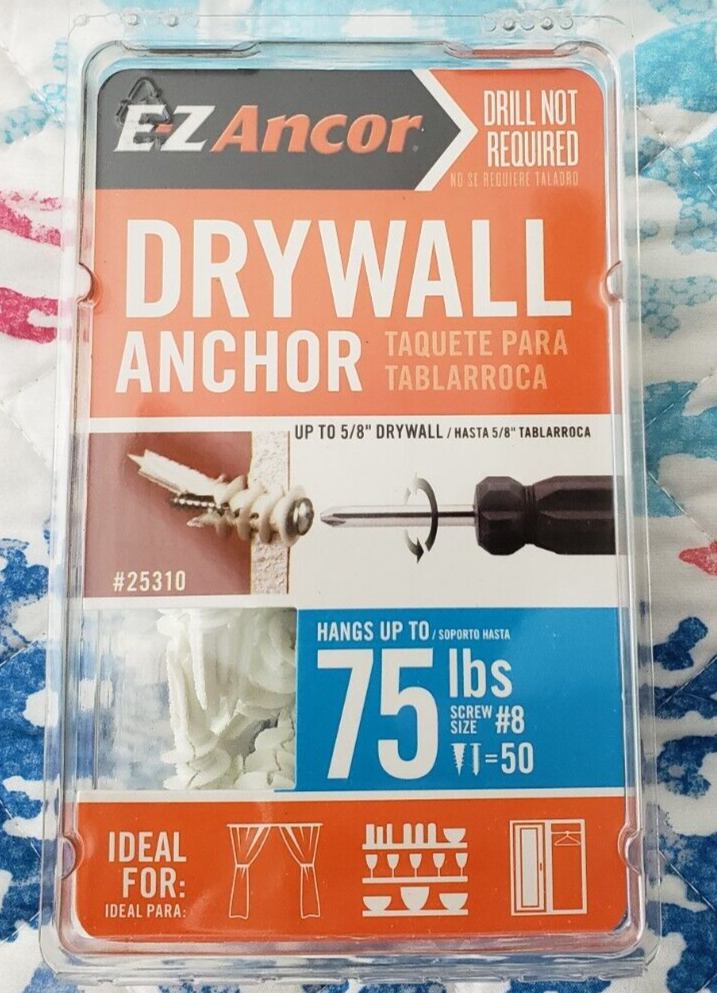 E-Z Ancor
DRILL NOT
REQUIRED
NO SE REQUIERE TALADRO
DRYWALL
ANCHOR
TAQUETE PARA
TABLARROCA
UP TO 5/8" DRYWALL / HASTA 5/8" TABLARROCA
#25310
HANGS UP TO / SOPORTO HASTA
75 lbs
SCREW
SIZE #8
=50
IDEAL
FOR:
IDEAL PARA: